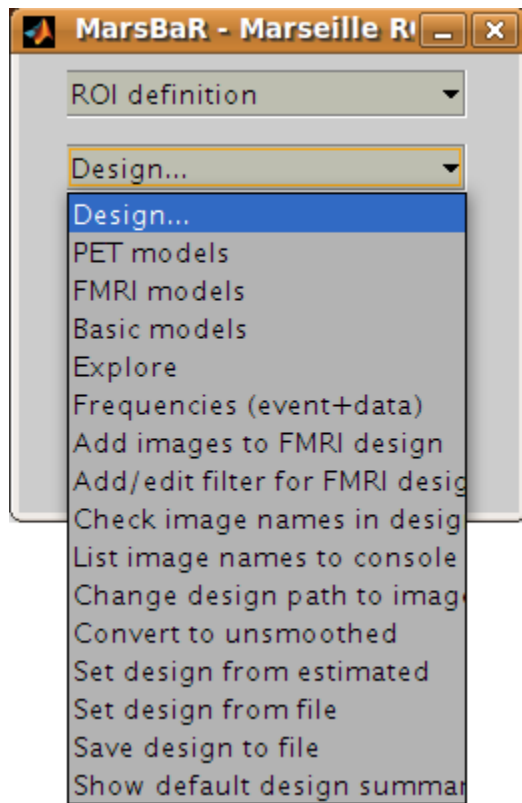 MarsBaR - Marseille R
ROI definition
Design...
Design...
PET models
FMRI models
Basic models
Explore
Frequencies (event+data)
Add images to FMRI design
Add/edit filter for FMRI desig
Check image names in desig
List image names to console
Change design path to imag
Convert to unsmoothed
Set design from estimated
Set design from file
Save design to file
Show default design summar